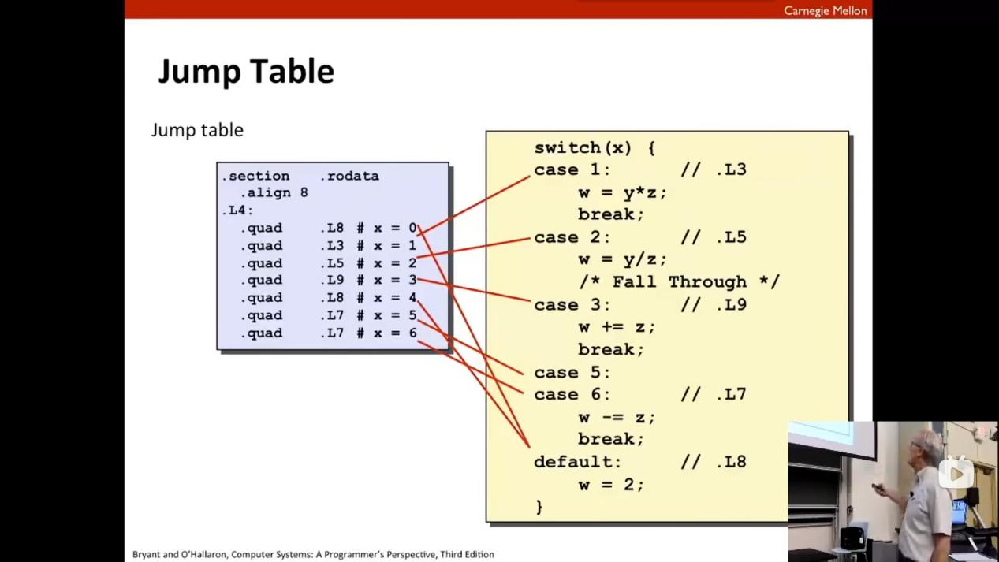 Carnegie Mellon
Jump Table
Jump table
.section .rodata
.align 8
.L4:
.quad .L8 # x = 0
.quad .L3 # x = 1
.quad .L5 # x = 2
.quad .L9 # x = 3
.quad .L8 # x = 4
.quad .L7 # x = 5
.quad .L7 # x = 6
switch(x) {
case 1: // .L3
w = y*z;
break;
case 2: // .L5
w = y/z;
/* Fall Through */
case 3: // .L9
w += z;
break;
case 5:
case 6: // .L7
w -= z;
break;
default: // .L8
w = 2;
}
Bryant and O'Hallaron, Computer Systems: A Programmer's Perspective, Third Edition